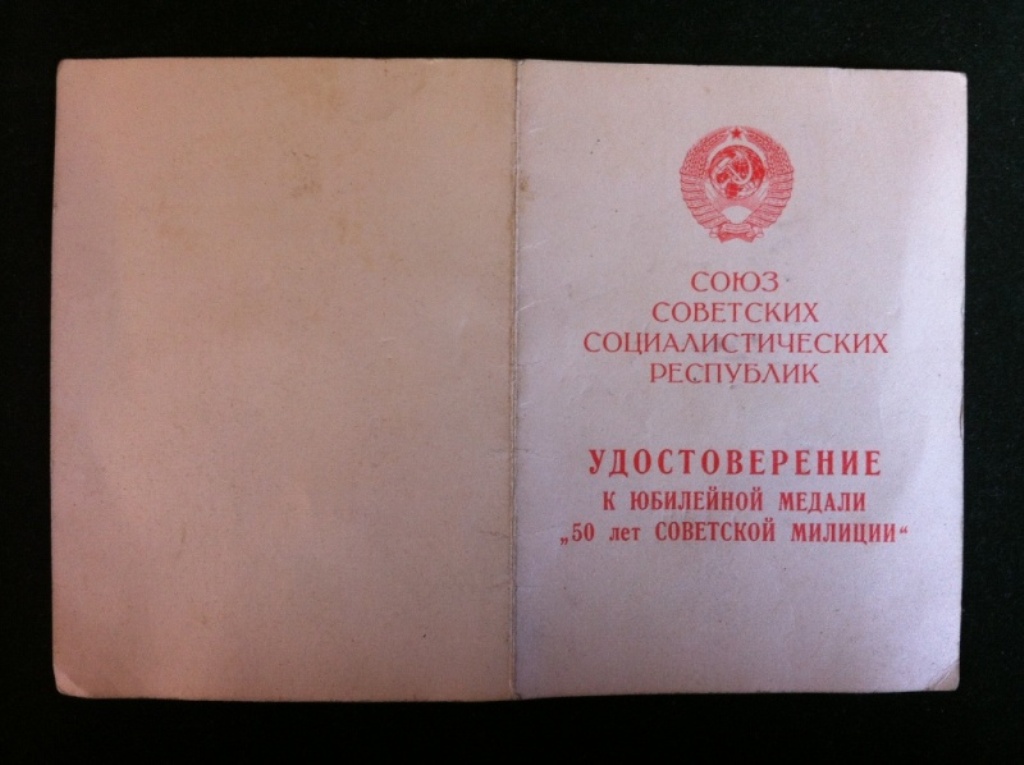 СОЮЗ
СОВЕТСКИХ
СОЦИАЛИСТИЧЕСКИХ
РЕСПУБЛИК
УДОСТОВЕРЕНИЕ
К ЮБИЛЕЙНОЙ МЕДАЛИ
„50 лет СОВЕТСКОЙ МИЛИЦИИ“